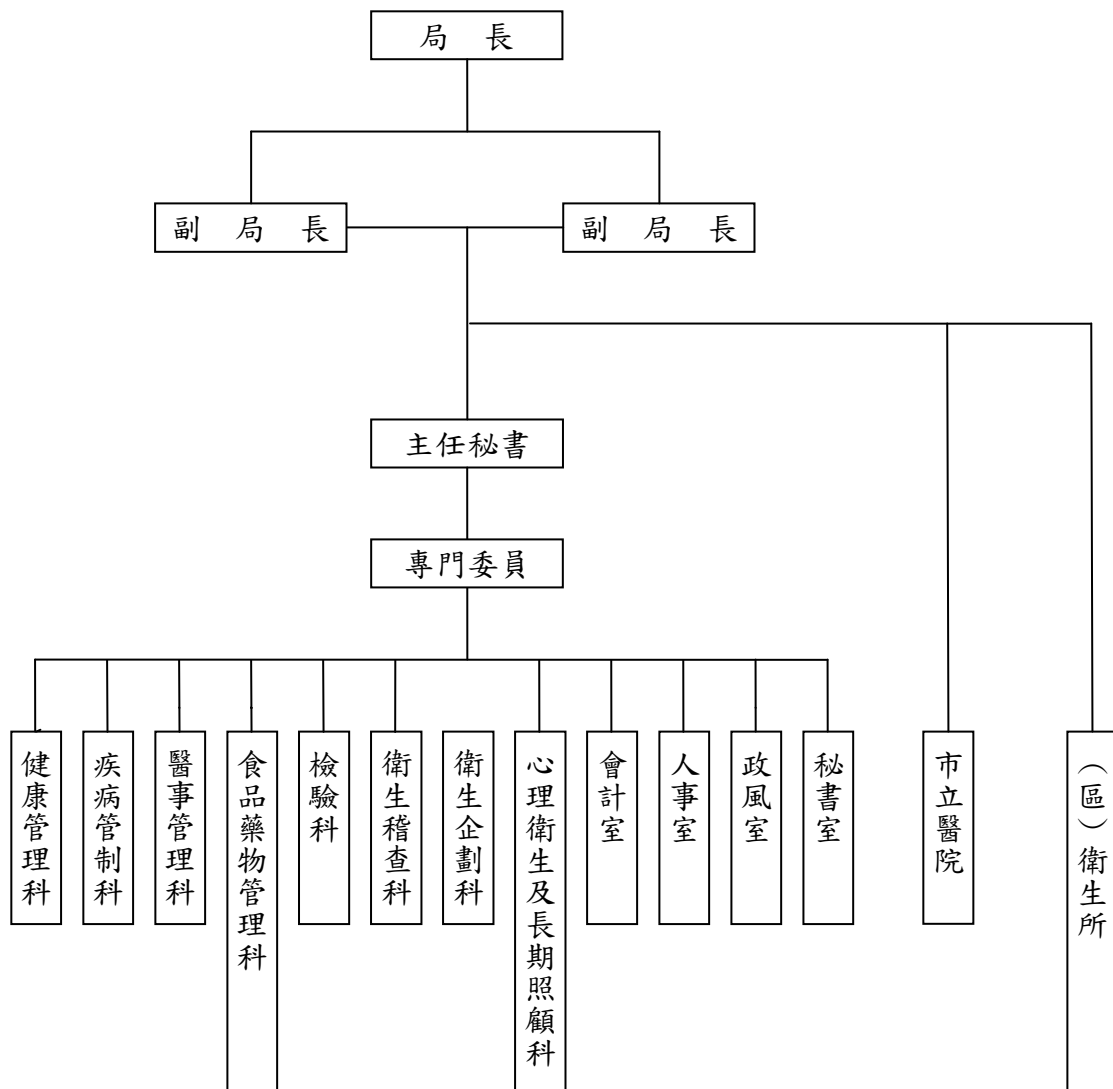 局 長
副 局 長
副 局 長
主任秘書
專門委員
健康管理科
疾病管制科
醫事管理科
食品藥物管理科
檢驗科
衛生稽查科
衛生企劃科
心理衛生及長期照顧科
會計室
人事室
政風室
秘書室
市立醫院
（區）衛生所